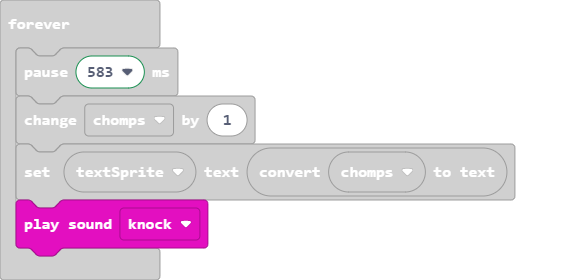 forever
pause 583 ms
change chomps by 1
set textSprite text convert chomps to text
play sound knock